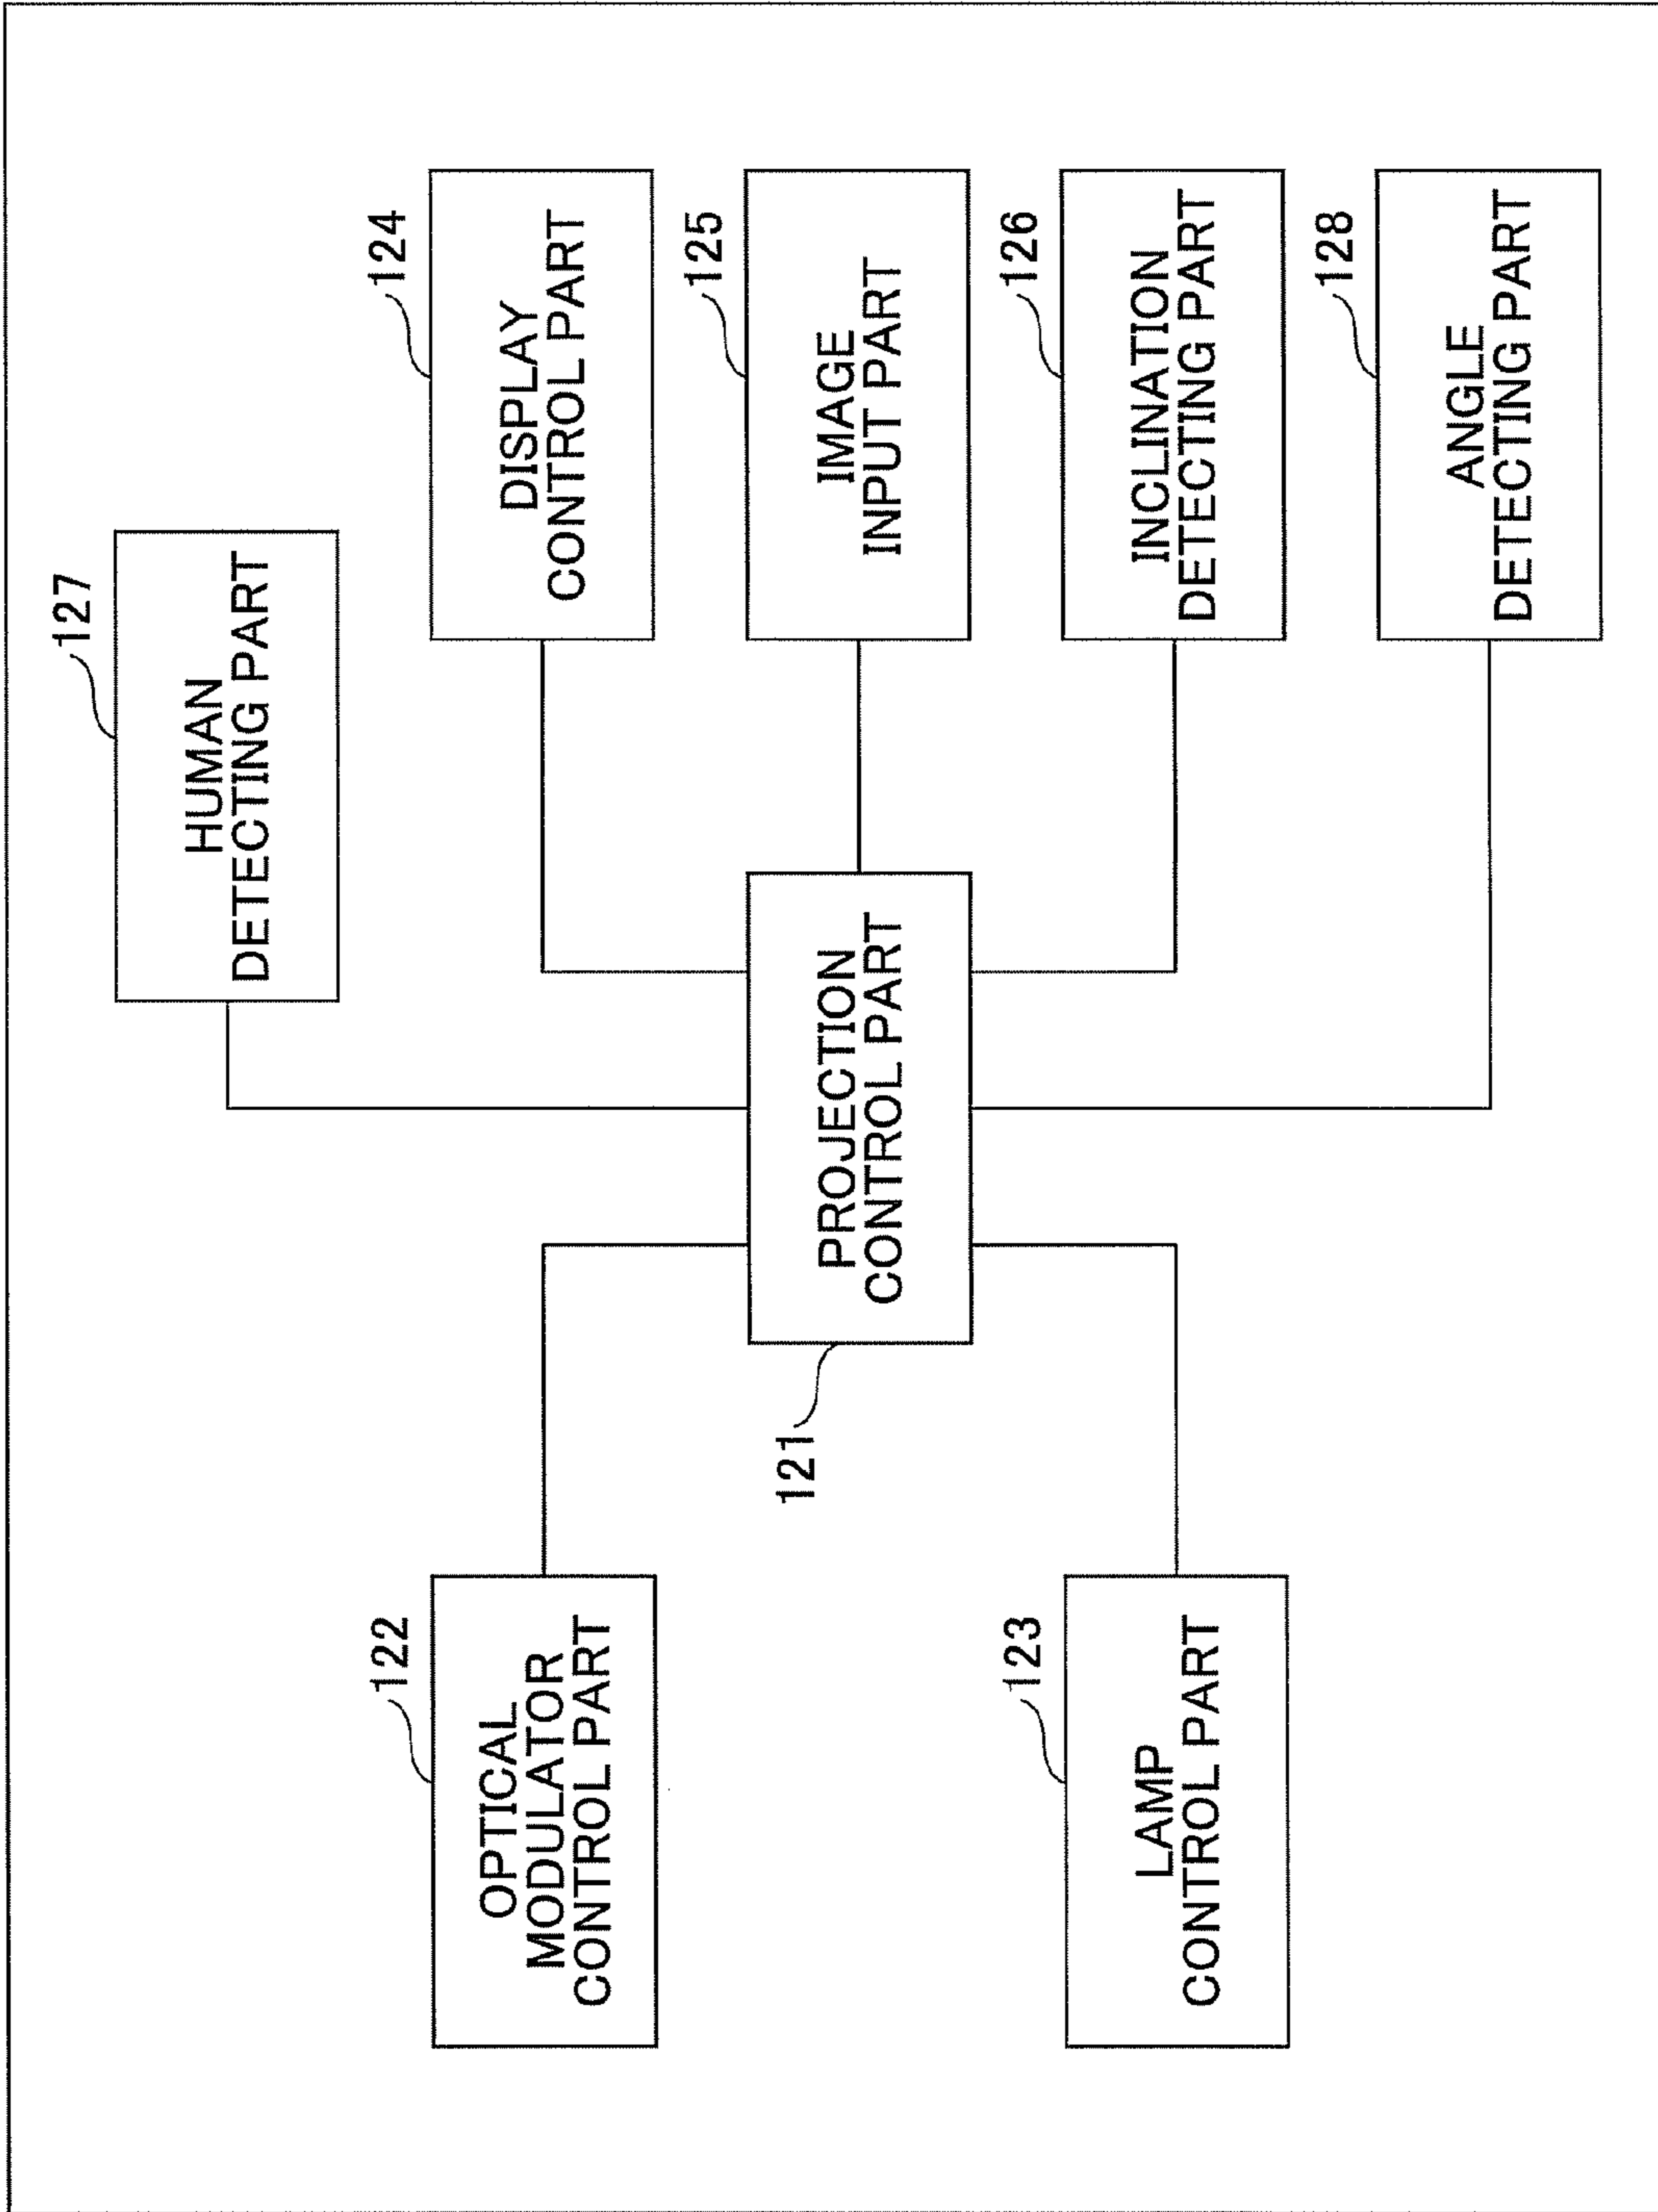 127
HUMAN
DETECTING PART
124
DISPLAY
CONTROL PART
122
OPTICAL
MODULATOR
CONTROL PART
125
IMAGE
INPUT PART
PROJECTION
CONTROL PART
121
126
INCLINATION
DETECTING PART
123
LAMP
CONTROL PART
128
ANGLE
DETECTING PART